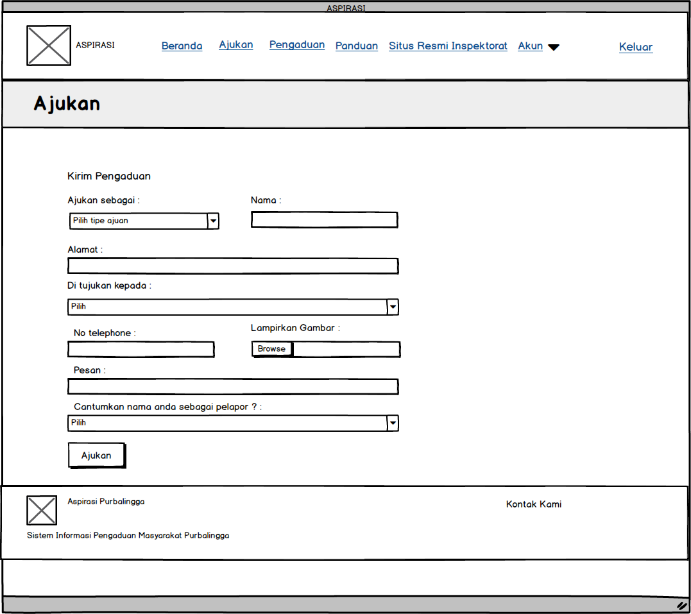 ASPIRASI
ASPIRASI Beranda Ajukan Pengaduan Panduan Situs Resmi Inspektorat Akun Keluar
Ajukan
Kirim Pengaduan
Ajukan sebagai : Nama :
Pilih tipe ajuan
Alamat :
Di tujukan kepada :
Pilih
No telephone : Lampirkan Gambar :
Browse
Pesan :
Cantumkan nama anda sebagai pelapor ? :
Pilih
Ajukan
Aspirasi Purbalingga Kontak Kami
Sistem Informasi Pengaduan Masyarakat Purbalingga